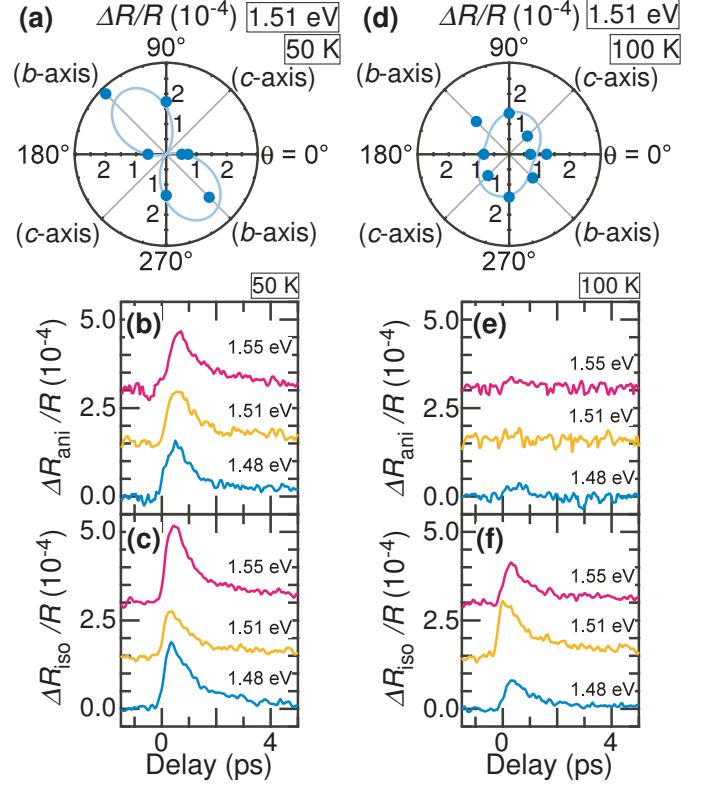 (a) ΔR/R (10⁻⁴) 1.51 eV
50 K
90°
(b-axis) (c-axis)
2
1
180° 2 1 1 2 θ = 0°
1
2
(c-axis) (b-axis)
270°
(d) ΔR/R (10⁻⁴) 1.51 eV
100 K
90°
(b-axis) (c-axis)
2
1
180° 2 1 1 2 θ = 0°
1
2
(c-axis) (b-axis)
270°
50 K
(b)
ΔR_ani/R (10⁻⁴)
5.0
2.5
0.0
1.55 eV
1.51 eV
1.48 eV
(c)
ΔR_iso/R (10⁻⁴)
5.0
2.5
0.0
1.55 eV
1.51 eV
1.48 eV
0 4
Delay (ps)
100 K
(e)
ΔR_ani/R (10⁻⁴)
5.0
2.5
0.0
1.55 eV
1.51 eV
1.48 eV
(f)
ΔR_iso/R (10⁻⁴)
5.0
2.5
0.0
1.55 eV
1.51 eV
1.48 eV
0 4
Delay (ps)